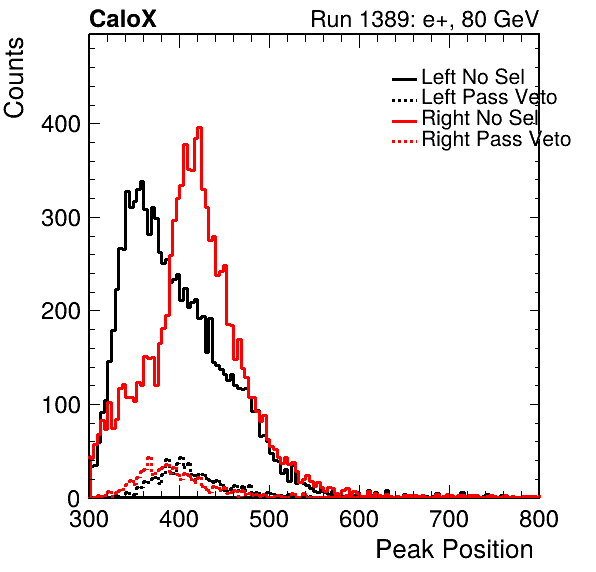 CaloX Run 1389: e+, 80 GeV
Counts
Left No Sel
Left Pass Veto
Right No Sel
Right Pass Veto
400
300
200
100
0
300 400 500 600 700 800
Peak Position